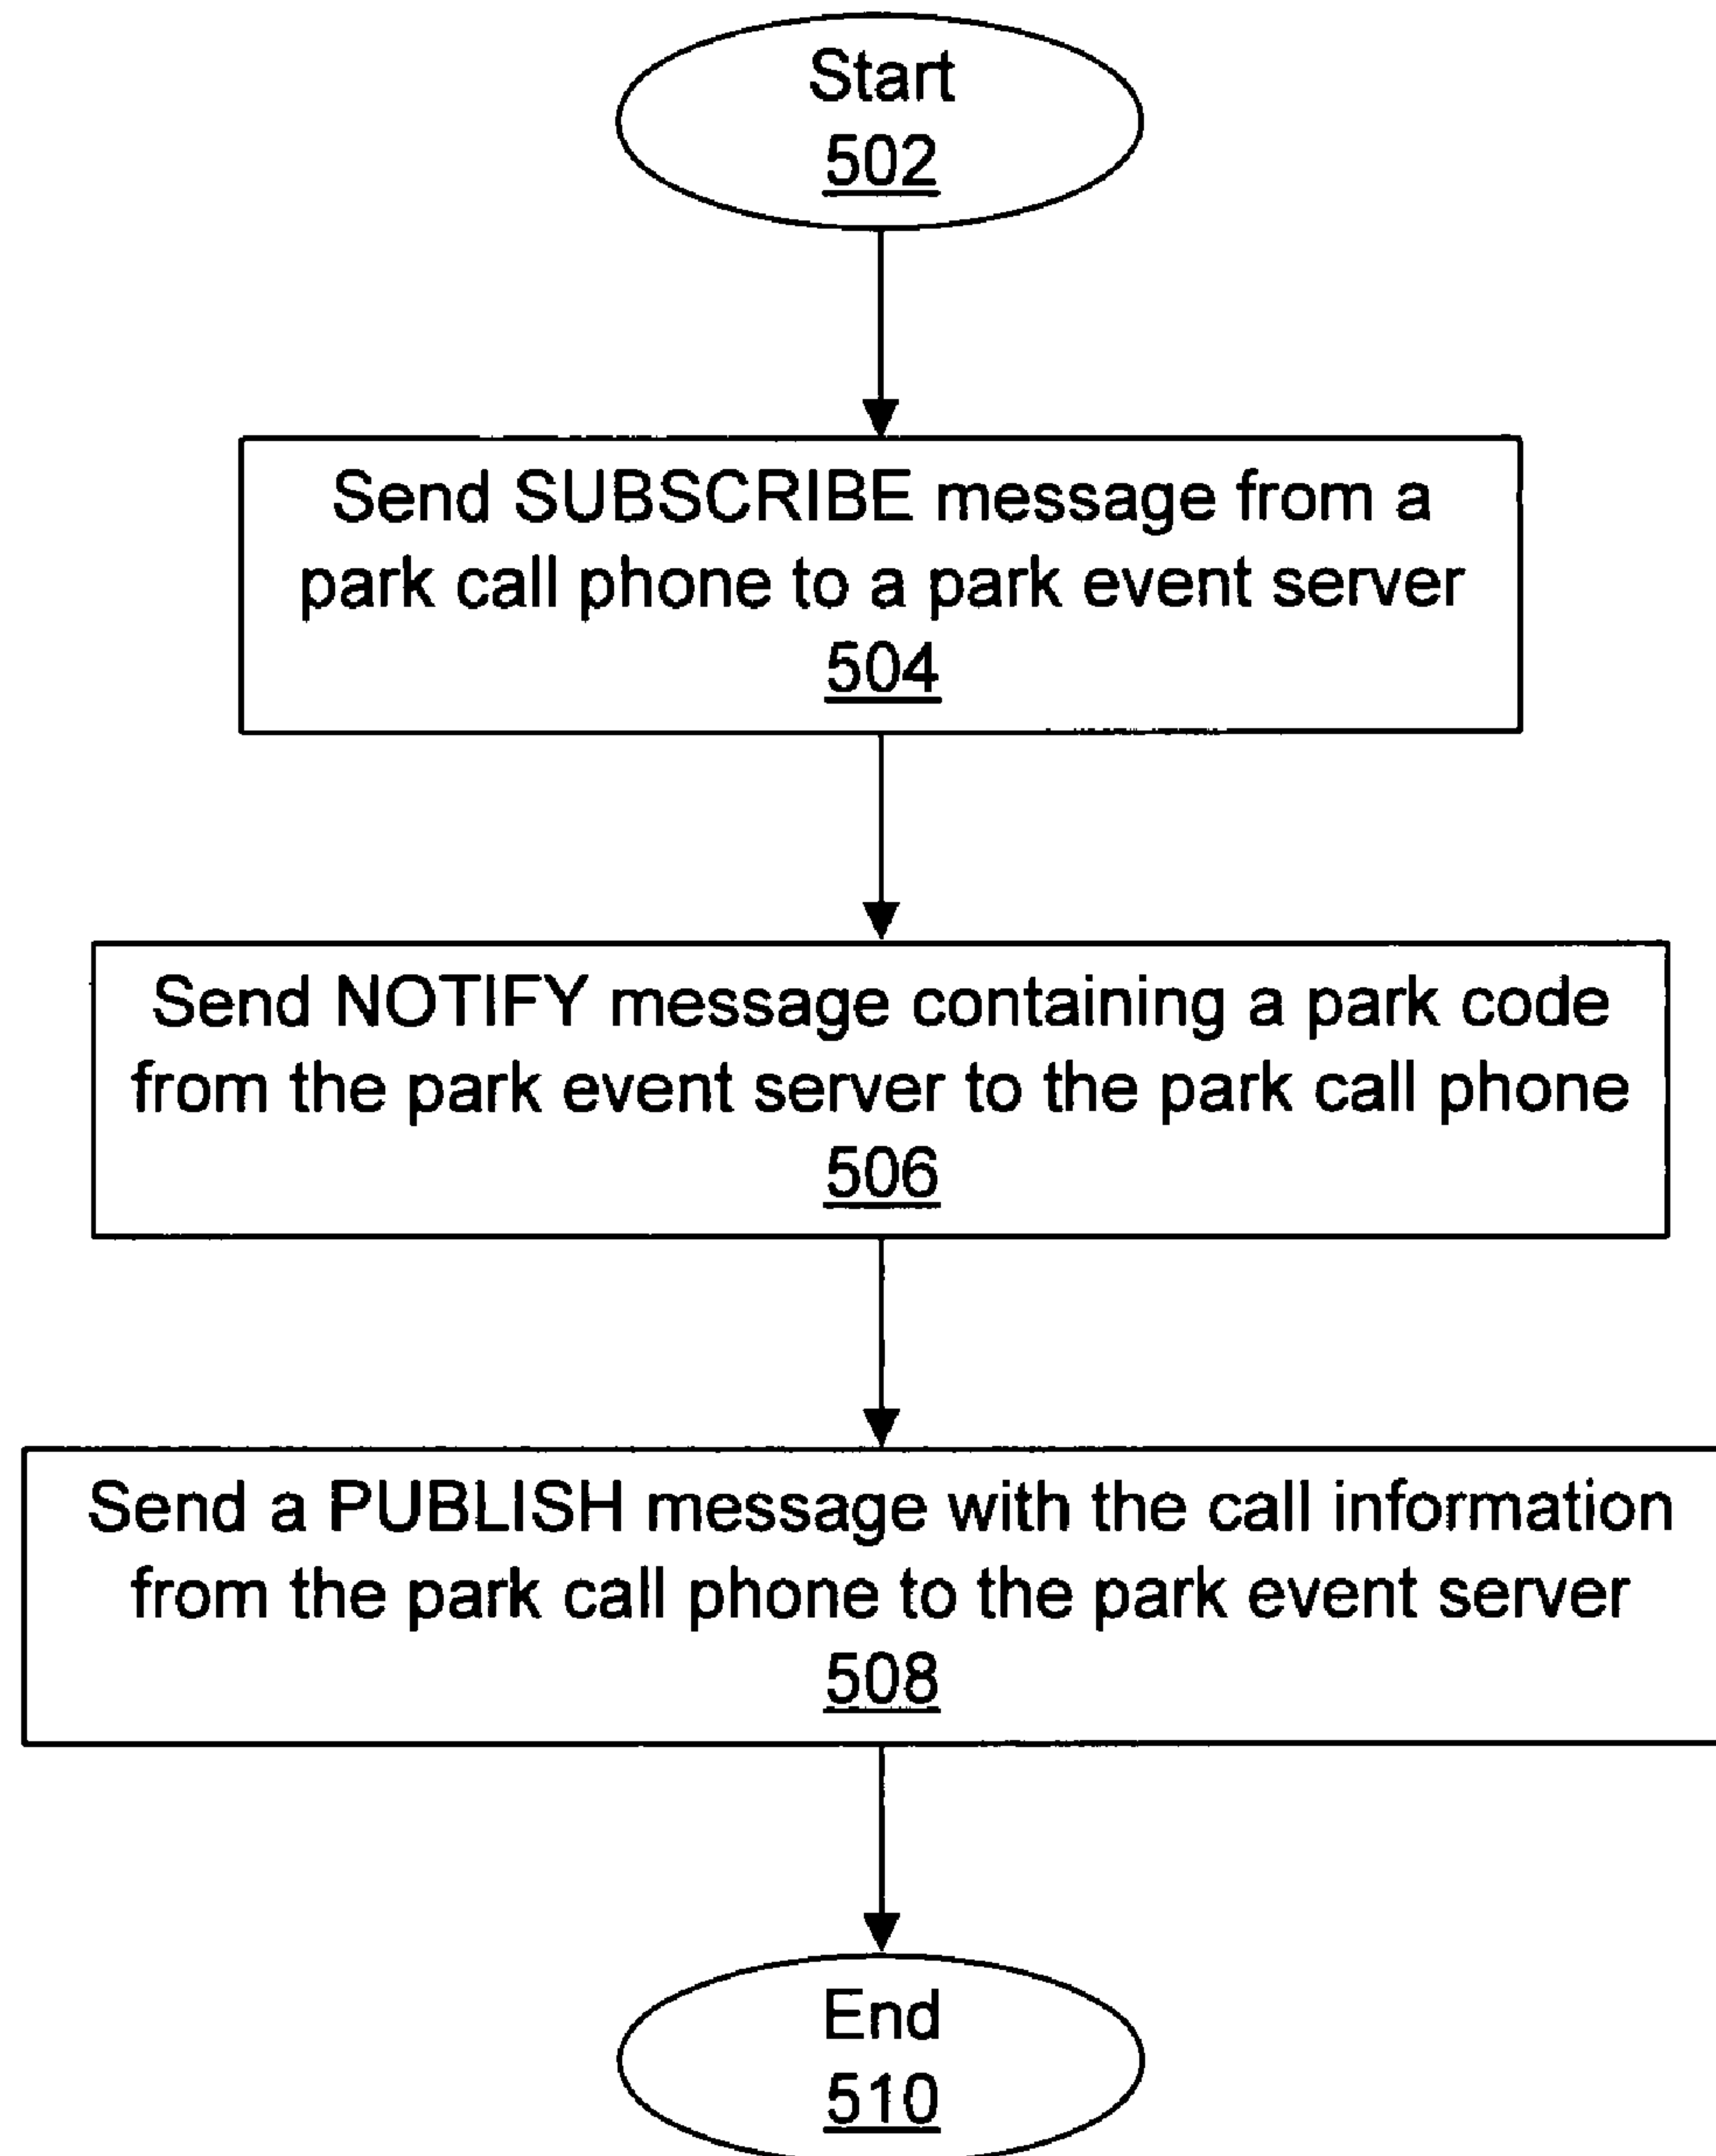 Start
502
Send SUBSCRIBE message from a
park call phone to a park event server
504
Send NOTIFY message containing a park code
from the park event server to the park call phone
506
Send a PUBLISH message with the call information
from the park call phone to the park event server
508
End
510